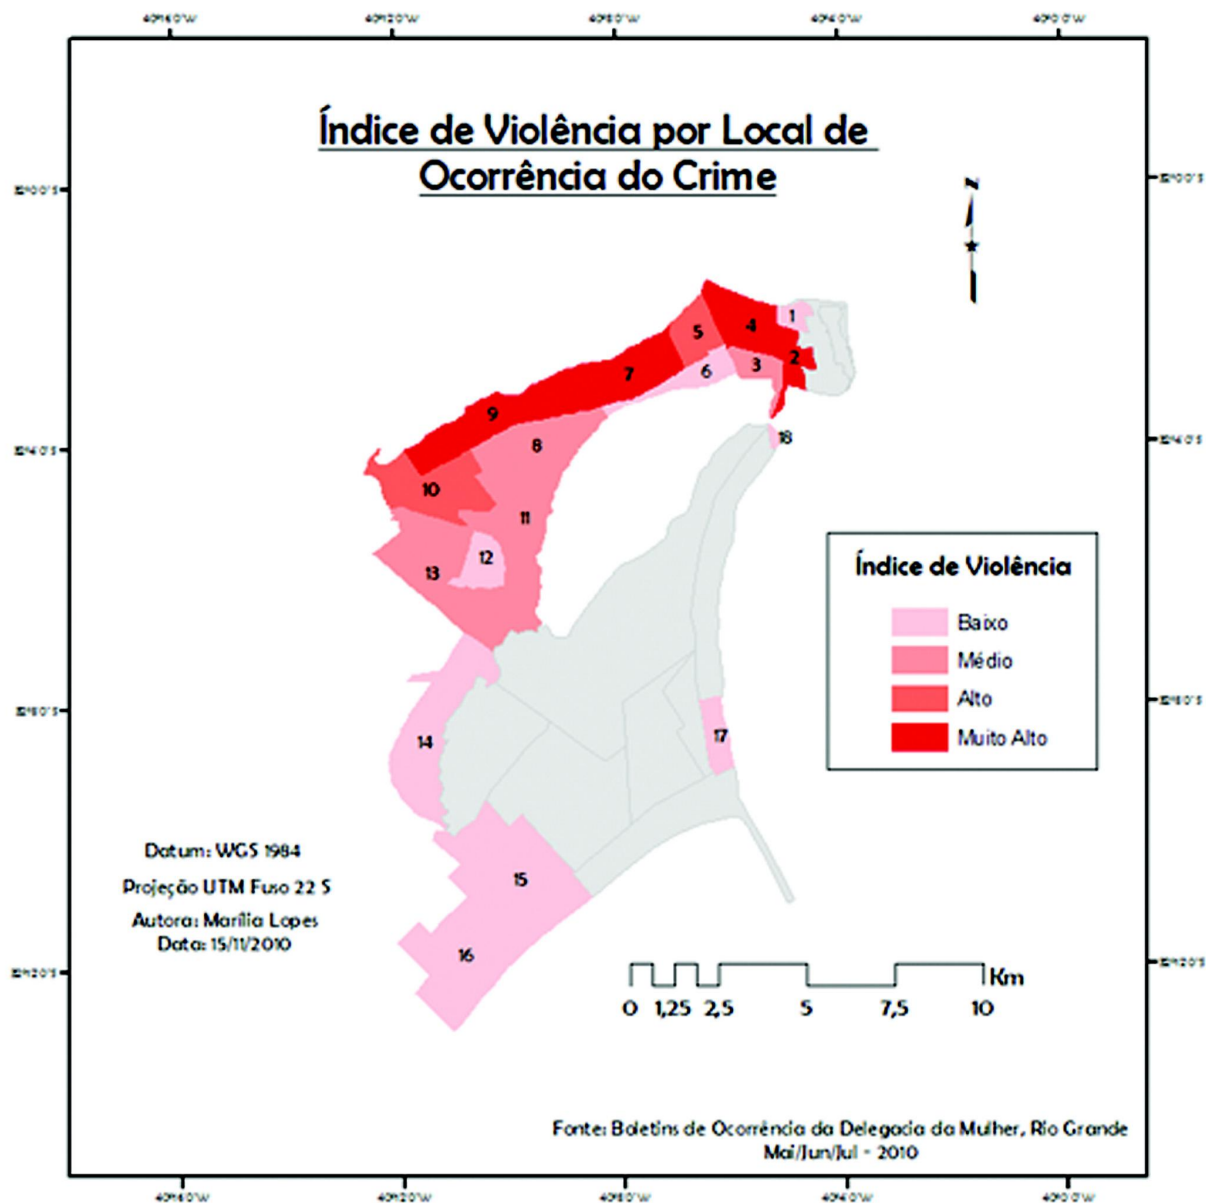 Índice de Violência por Local de
Ocorrência do Crime
N
1
2
3
4
5
6
7
8
9
10
11
12
13
14
15
16
17
18
Índice de Violência
Baixo
Médio
Alto
Muito Alto
Datum: WGS 1984
Projeção UTM Fuso 22 S
Autora: Marília Lopes
Data: 15/11/2010
Km
0 1,25 2,5 5 7,5 10
Fonte: Boletins de Ocorrência da Delegacia da Mulher, Rio Grande
Mai/Jun/Jul - 2010